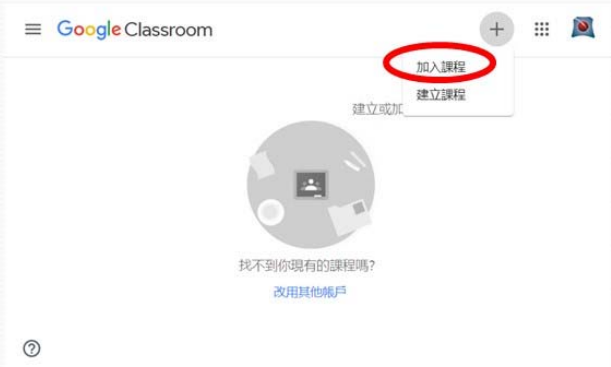 Google Classroom
加入課程
建立課程
建立或加
找不到你現有的課程嗎?
改用其他帳戶